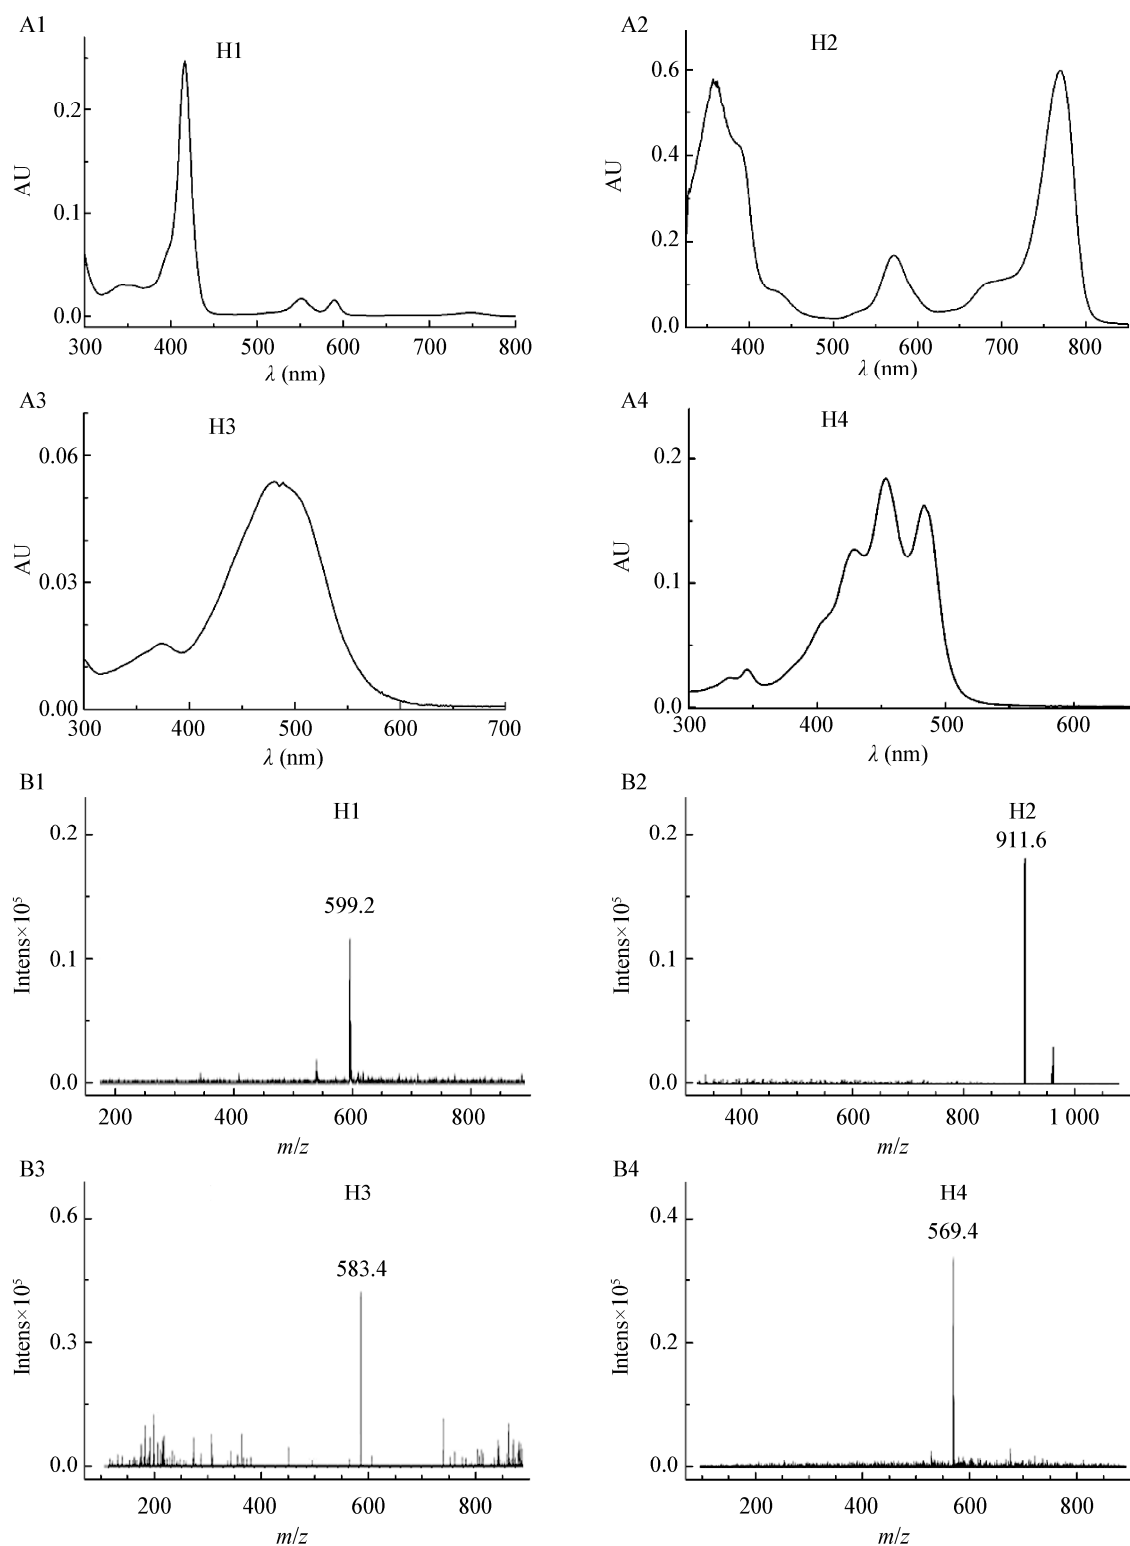 A1
H1
AU
0.2
0.1
0.0
300 400 500 600 700 800
λ (nm)
A2
H2
AU
0.6
0.4
0.2
0.0
400 500 600 700 800
λ (nm)
A3
H3
AU
0.06
0.03
0.00
300 400 500 600 700
λ (nm)
A4
H4
AU
0.2
0.1
0.0
300 400 500 600
λ (nm)
B1
H1
599.2
Intens×10⁵
0.2
0.1
0.0
200 400 600 800
m/z
B2
H2
911.6
Intens×10⁵
0.2
0.1
0.0
400 600 800 1 000
m/z
B3
H3
583.4
Intens×10⁵
0.6
0.3
0.0
200 400 600 800
m/z
B4
H4
569.4
Intens×10⁵
0.4
0.2
0.0
200 400 600 800
m/z